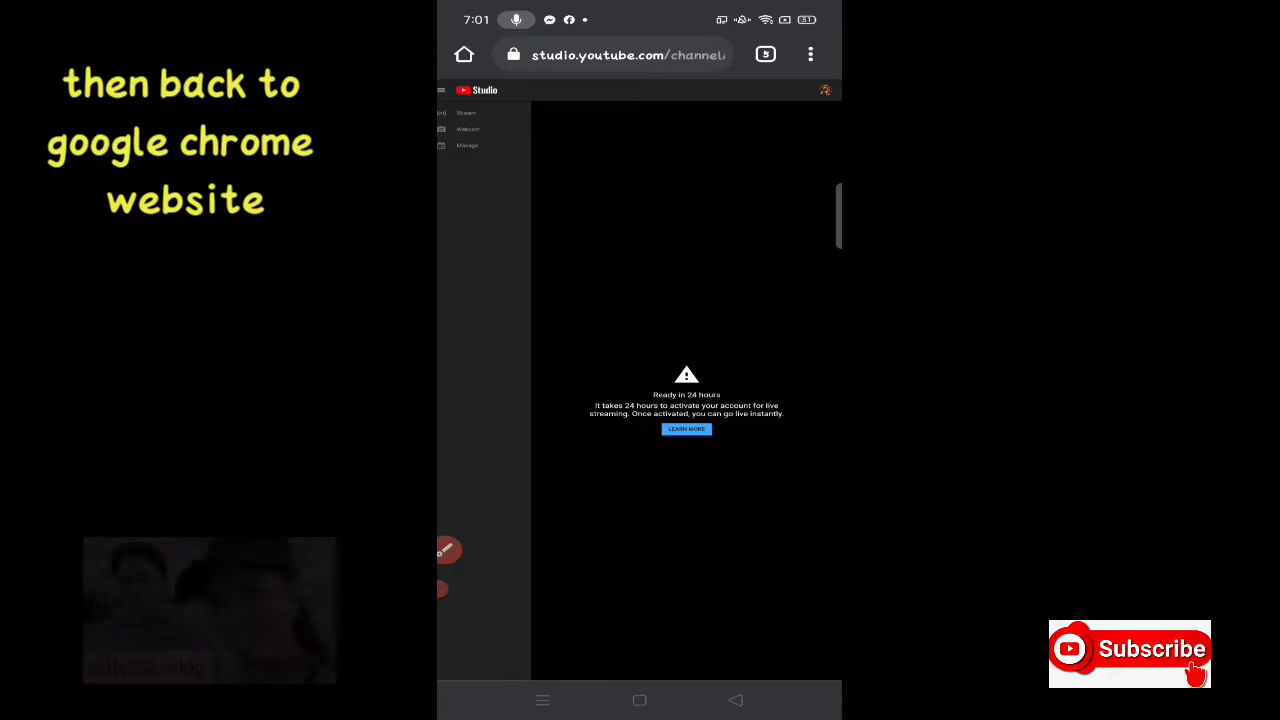 then back to
google chrome
website
7:01
31
studio.youtube.com/channel/
5
Studio
Stream
Webcam
Manage
Ready in 24 hours
It takes 24 hours to activate your account for live
streaming. Once activated, you can go live instantly.
LEARN MORE
Subscribe